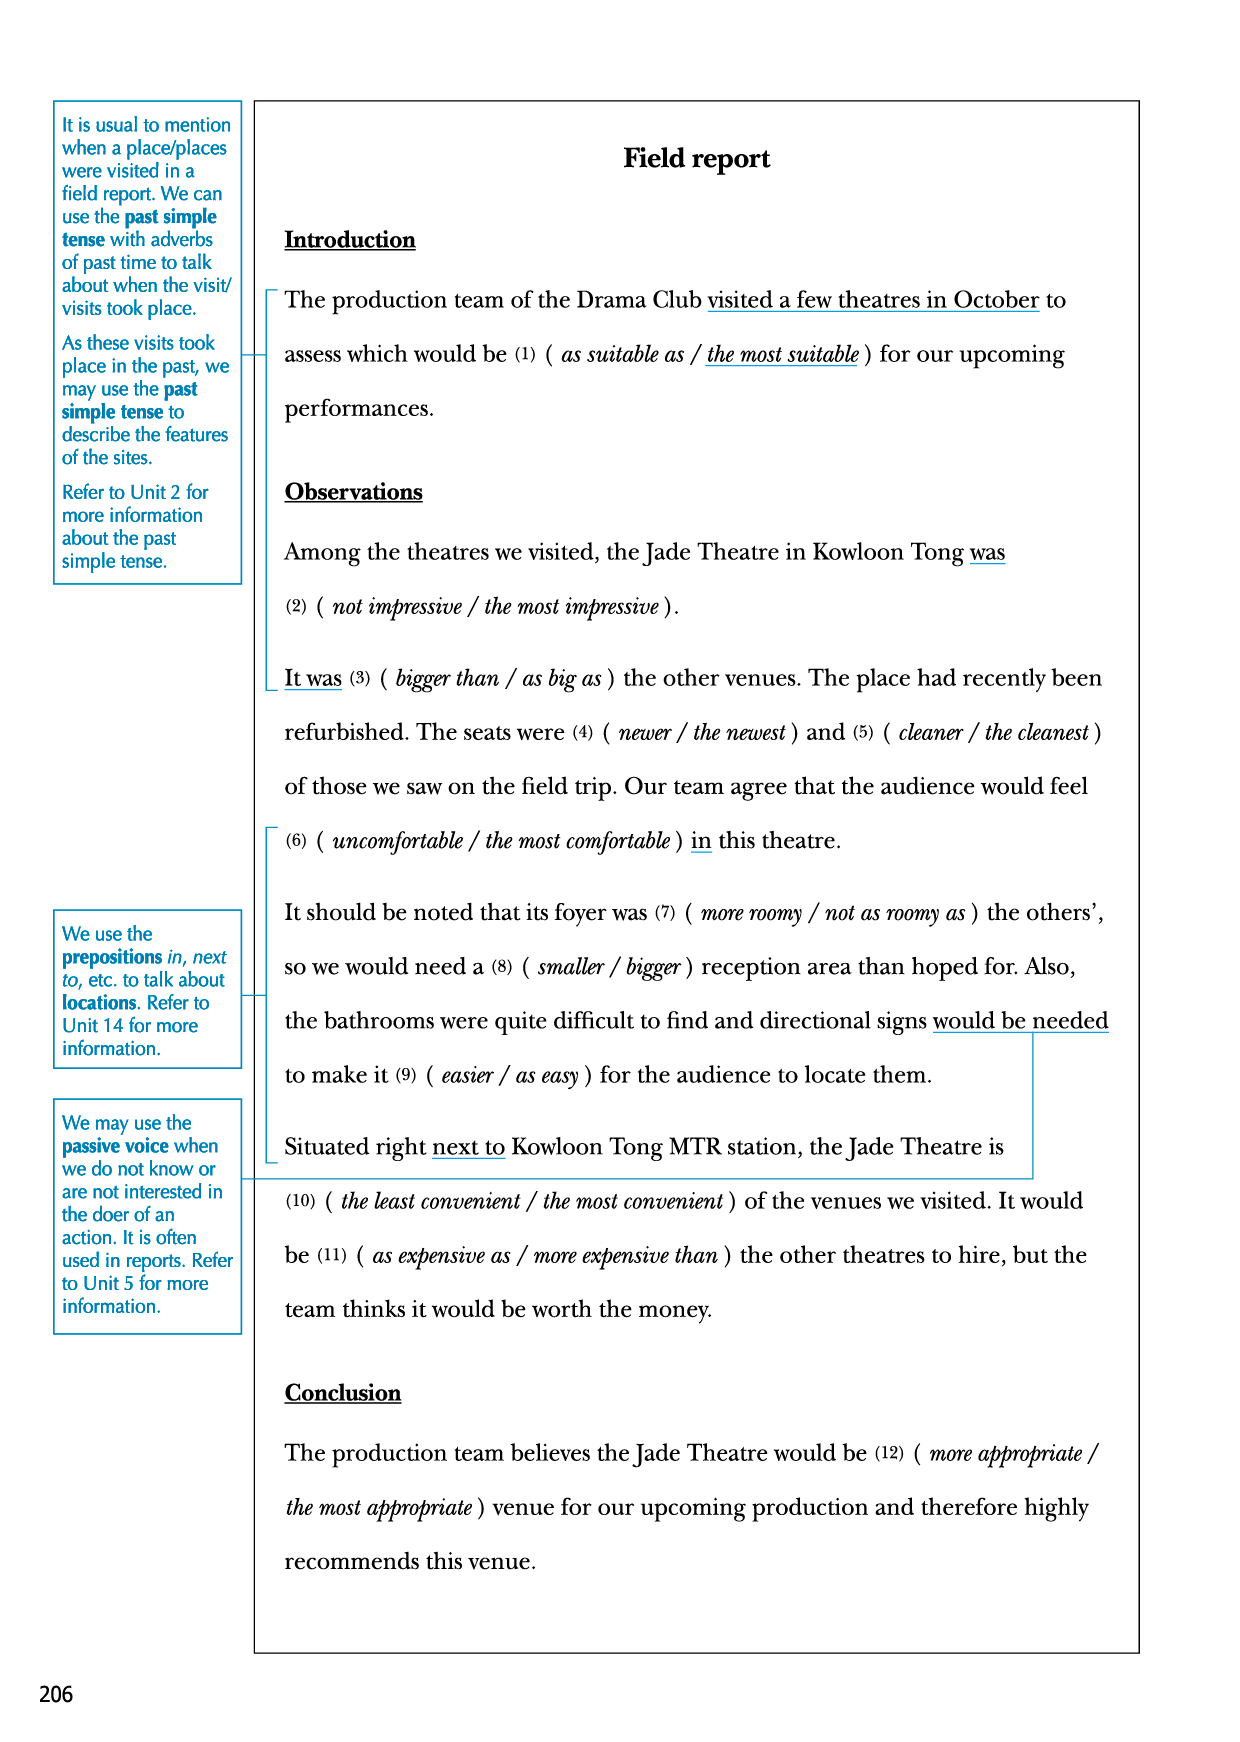 It is usual to mention
when a place/places
were visited in a
field report. We can
use the past simple
tense with adverbs
of past time to talk
about when the visit/
visits took place.
As these visits took
place in the past, we
may use the past
simple tense to
describe the features
of the sites.
Refer to Unit 2 for
more information
about the past
simple tense.
We use the
prepositions in, next
to, etc. to talk about
locations. Refer to
Unit 14 for more
information.
We may use the
passive voice when
we do not know or
are not interested in
the doer of an
action. It is often
used in reports. Refer
to Unit 5 for more
information.
Field report
Introduction
The production team of the Drama Club visited a few theatres in October to
assess which would be (1) ( as suitable as / the most suitable ) for our upcoming
performances.
Observations
Among the theatres we visited, the Jade Theatre in Kowloon Tong was
(2) ( not impressive / the most impressive ).
It was (3) ( bigger than / as big as ) the other venues. The place had recently been
refurbished. The seats were (4) ( newer / the newest ) and (5) ( cleaner / the cleanest )
of those we saw on the field trip. Our team agree that the audience would feel
(6) ( uncomfortable / the most comfortable ) in this theatre.
It should be noted that its foyer was (7) ( more roomy / not as roomy as ) the others’,
so we would need a (8) ( smaller / bigger ) reception area than hoped for. Also,
the bathrooms were quite difficult to find and directional signs would be needed
to make it (9) ( easier / as easy ) for the audience to locate them.
Situated right next to Kowloon Tong MTR station, the Jade Theatre is
(10) ( the least convenient / the most convenient ) of the venues we visited. It would
be (11) ( as expensive as / more expensive than ) the other theatres to hire, but the
team thinks it would be worth the money.
Conclusion
The production team believes the Jade Theatre would be (12) ( more appropriate /
the most appropriate ) venue for our upcoming production and therefore highly
recommends this venue.
206